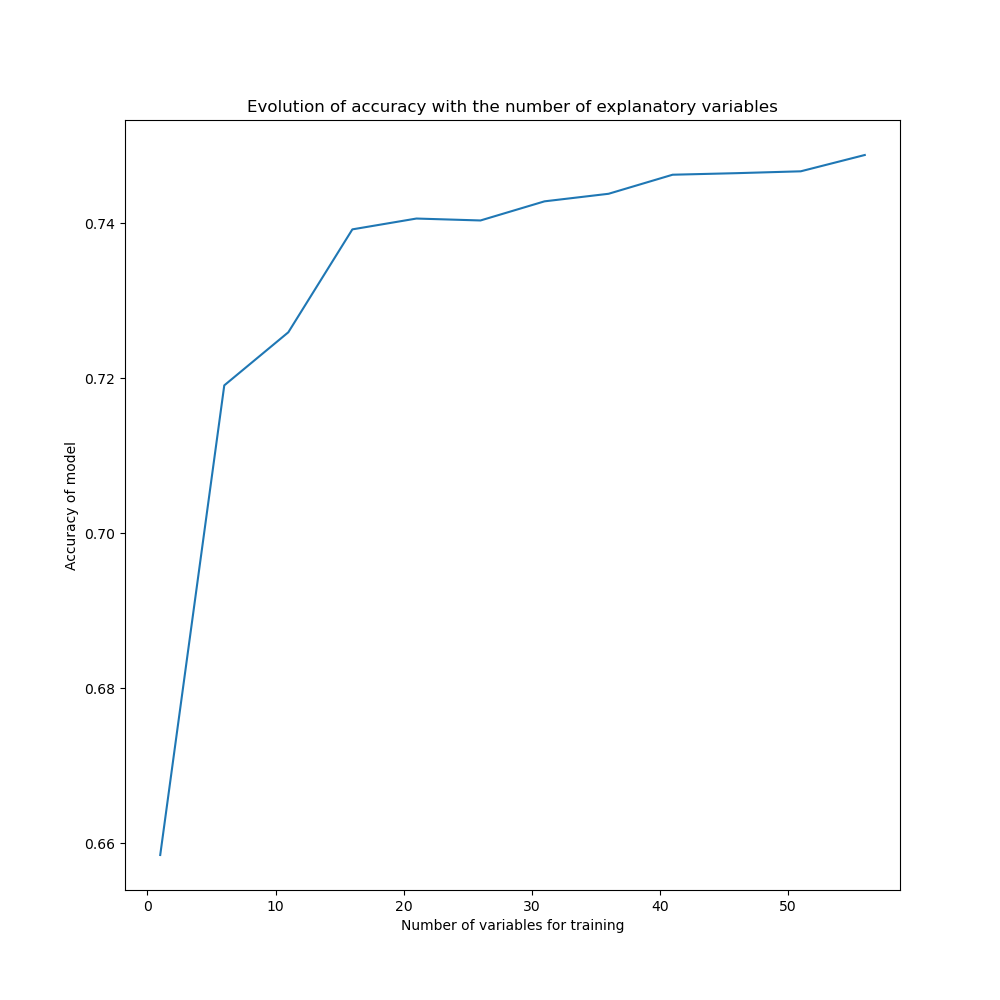 Evolution of accuracy with the number of explanatory variables
Accuracy of model
0.74
0.72
0.70
0.68
0.66
0 10 20 30 40 50
Number of variables for training